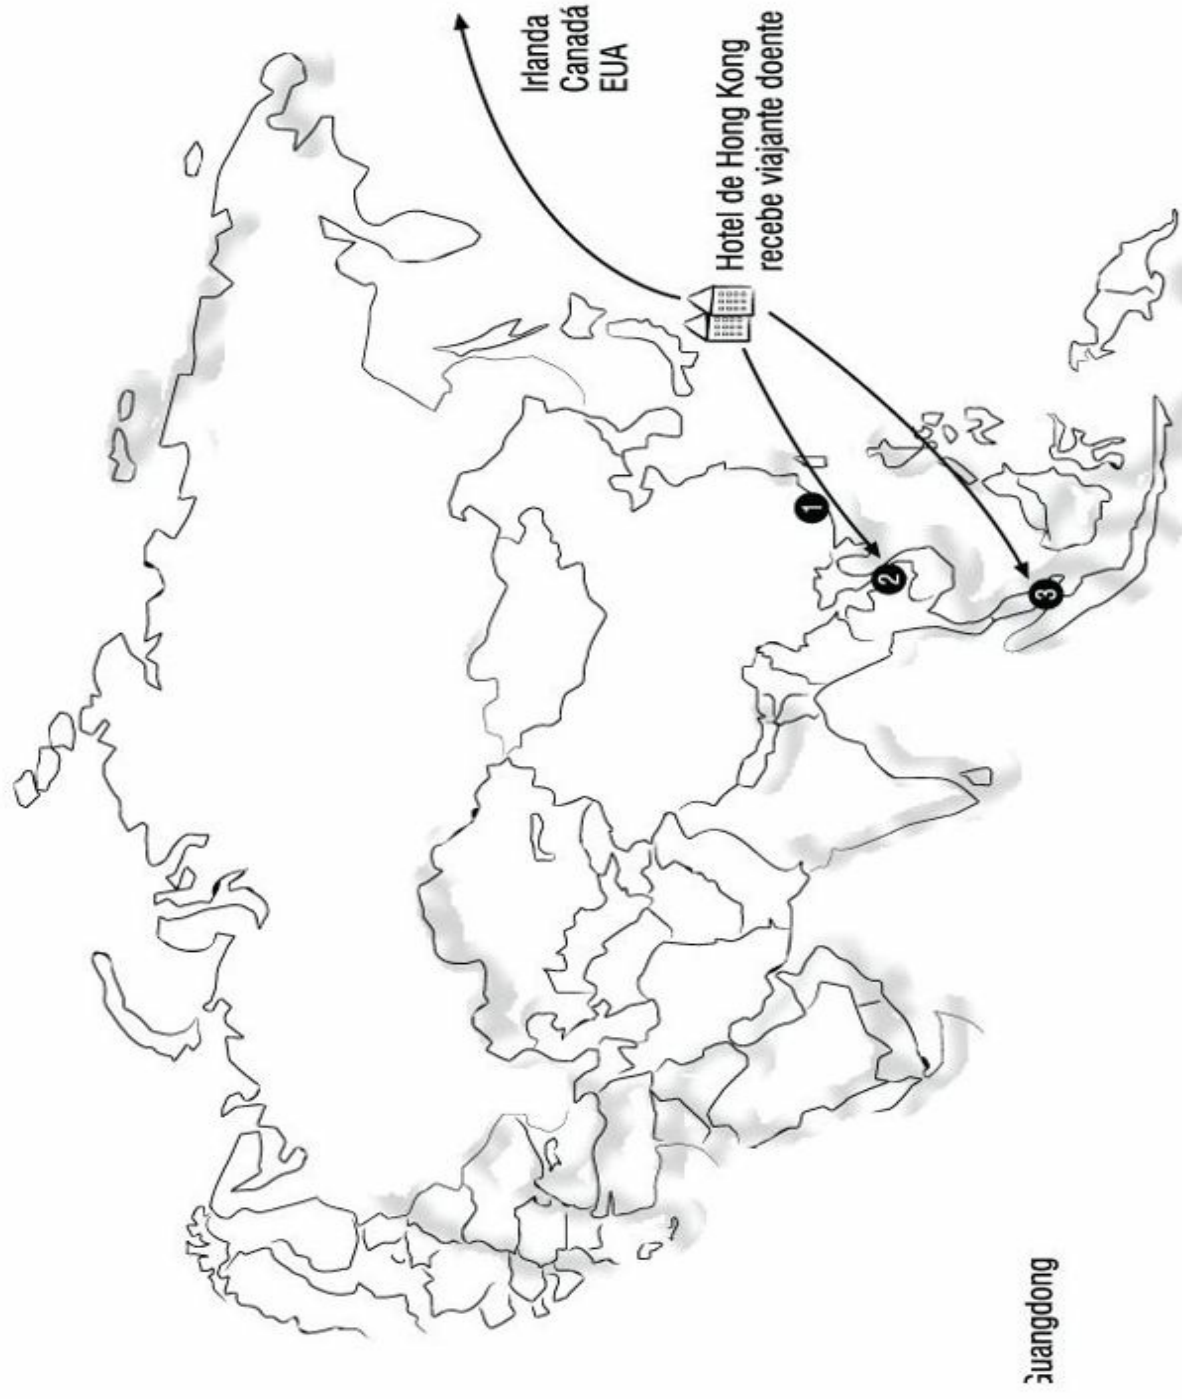 Irlanda
Canadá
EUA
Hotel de Hong Kong
recebe viajante doente
1
2
3
Guangdong